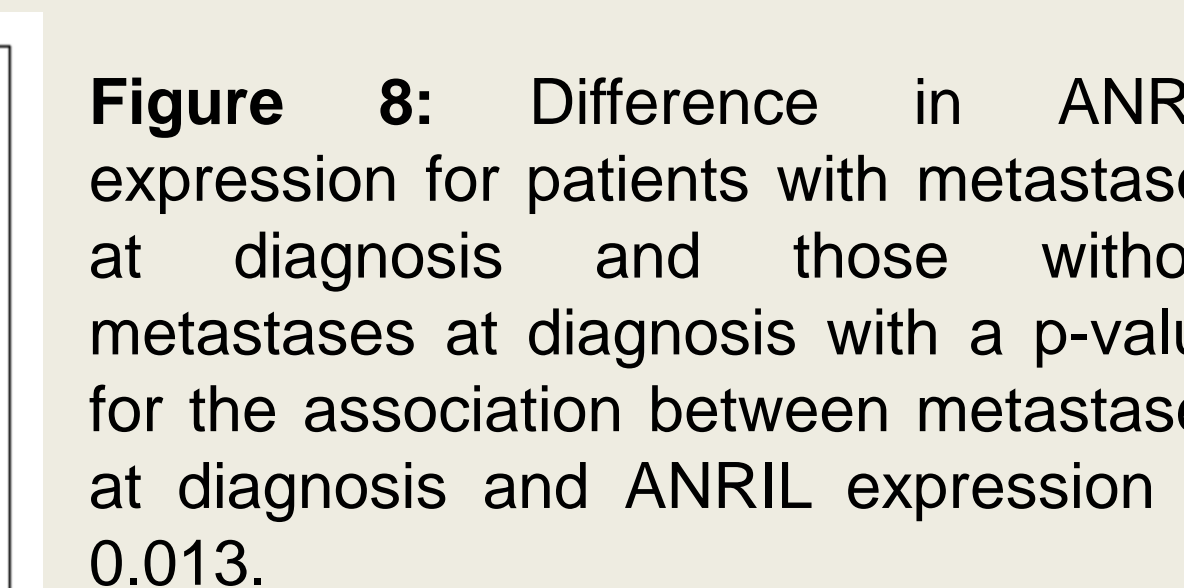 Figure 8: Difference in ANR
expression for patients with metastase
at diagnosis and those witho
metastases at diagnosis with a p-valu
for the association between metastase
at diagnosis and ANRIL expression
0.013.